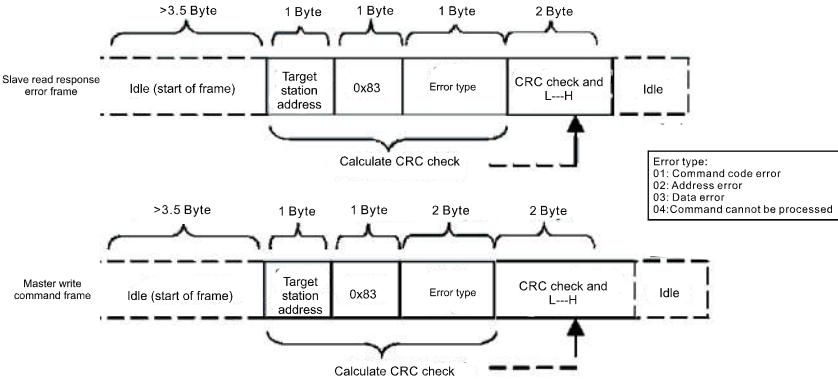 >3.5 Byte
1 Byte
1 Byte
1 Byte
2 Byte
Slave read response
error frame
Idle (start of frame)
Target
station
address
0x83
Error type
CRC check and
L---H
Idle
Calculate CRC check
Error type:
01: Command code error
02: Address error
03: Data error
04:Command cannot be processed
>3.5 Byte
1 Byte
1 Byte
2 Byte
2 Byte
Master write
command frame
Idle (start of frame)
Target
station
address
0x83
Error type
CRC check and
L---H
Idle
Calculate CRC check